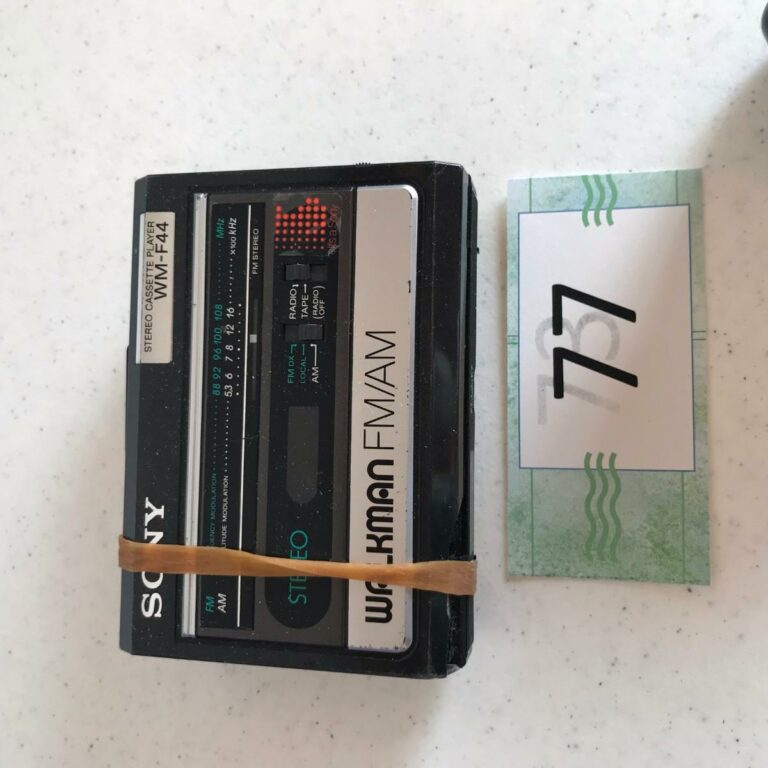 SONY
STEREO CASSETTE PLAYER
WM-F44
FM 88 92 96 100 108 MHz
AM 53 6 7 8 12 16 x100 kHz
FM STEREO
STEREO
FM DX
LOCAL
AM
RADIO
TAPE
(RADIO OFF)
WALKMAN FM/AM
77
73